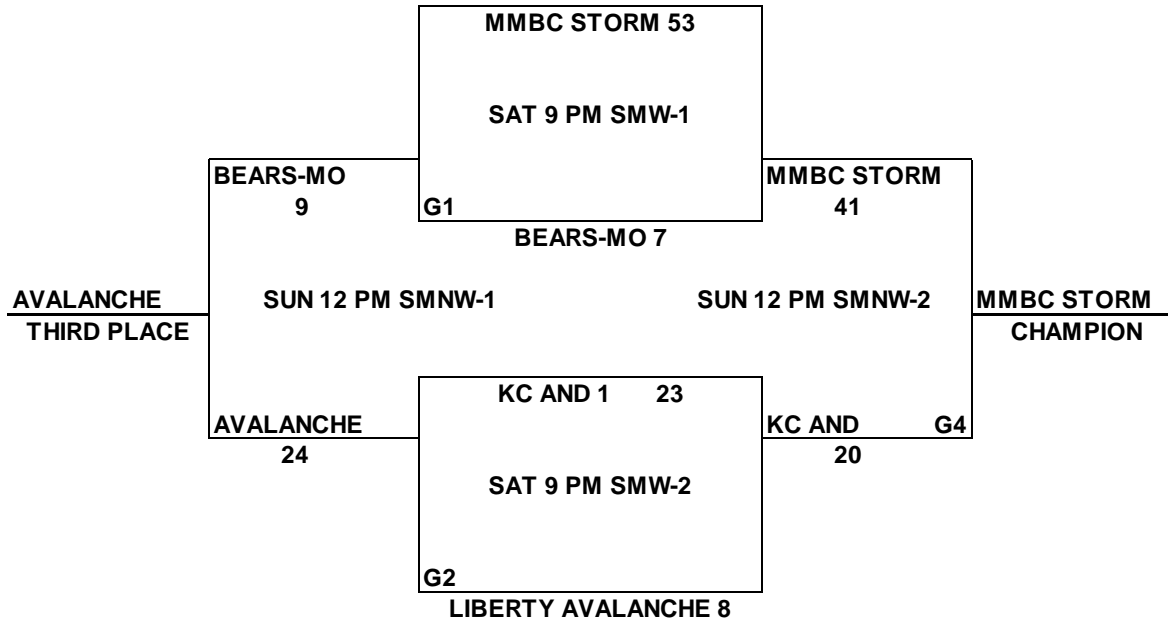 MMBC STORM 53
SAT 9 PM SMW-1
BEARS-MO
MMBC STORM
9
G1
41
BEARS-MO 7
AVALANCHE
SUN 12 PM SMNW-1
SUN 12 PM SMNW-2
MMBC STORM
THIRD PLACE
CHAMPION
KC AND 1 23
AVALANCHE
KC AND
G4
24
20
SAT 9 PM SMW-2
G2
LIBERTY AVALANCHE 8